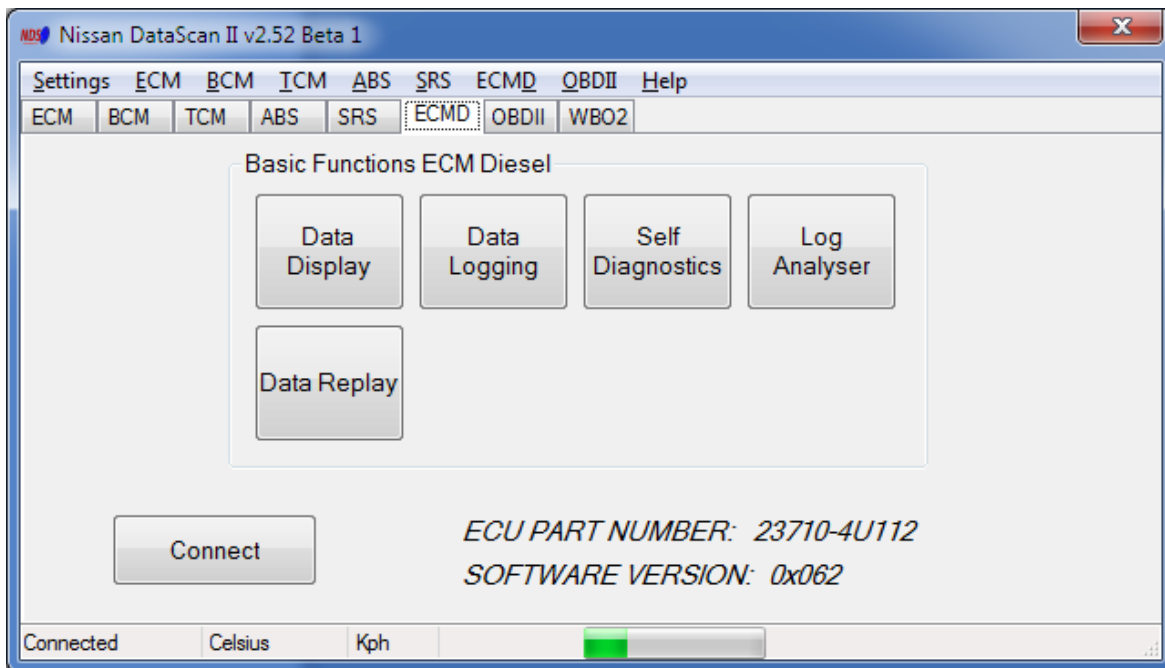 NDS Nissan DataScan II v2.52 Beta 1
x
Settings ECM BCM TCM ABS SRS ECMD OBDII Help
ECM BCM TCM ABS SRS ECMD OBDII WBO2
Basic Functions ECM Diesel
Data Display
Data Logging
Self Diagnostics
Log Analyser
Data Replay
Connect
ECU PART NUMBER: 23710-4U112
SOFTWARE VERSION: 0x062
Connected Celsius Kph